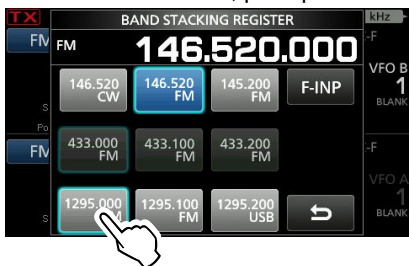 TX BAND STACKING REGISTER kHz
FM FM 146.520.000 -F
VFO B
146.520 CW 146.520 FM 145.200 FM F-INP 1
BLANK
S
Po
433.000 FM 433.100 FM 433.200 FM
FM -F
VFO A
1295.000 1295.100 FM 1295.200 USB 1
S BLANK